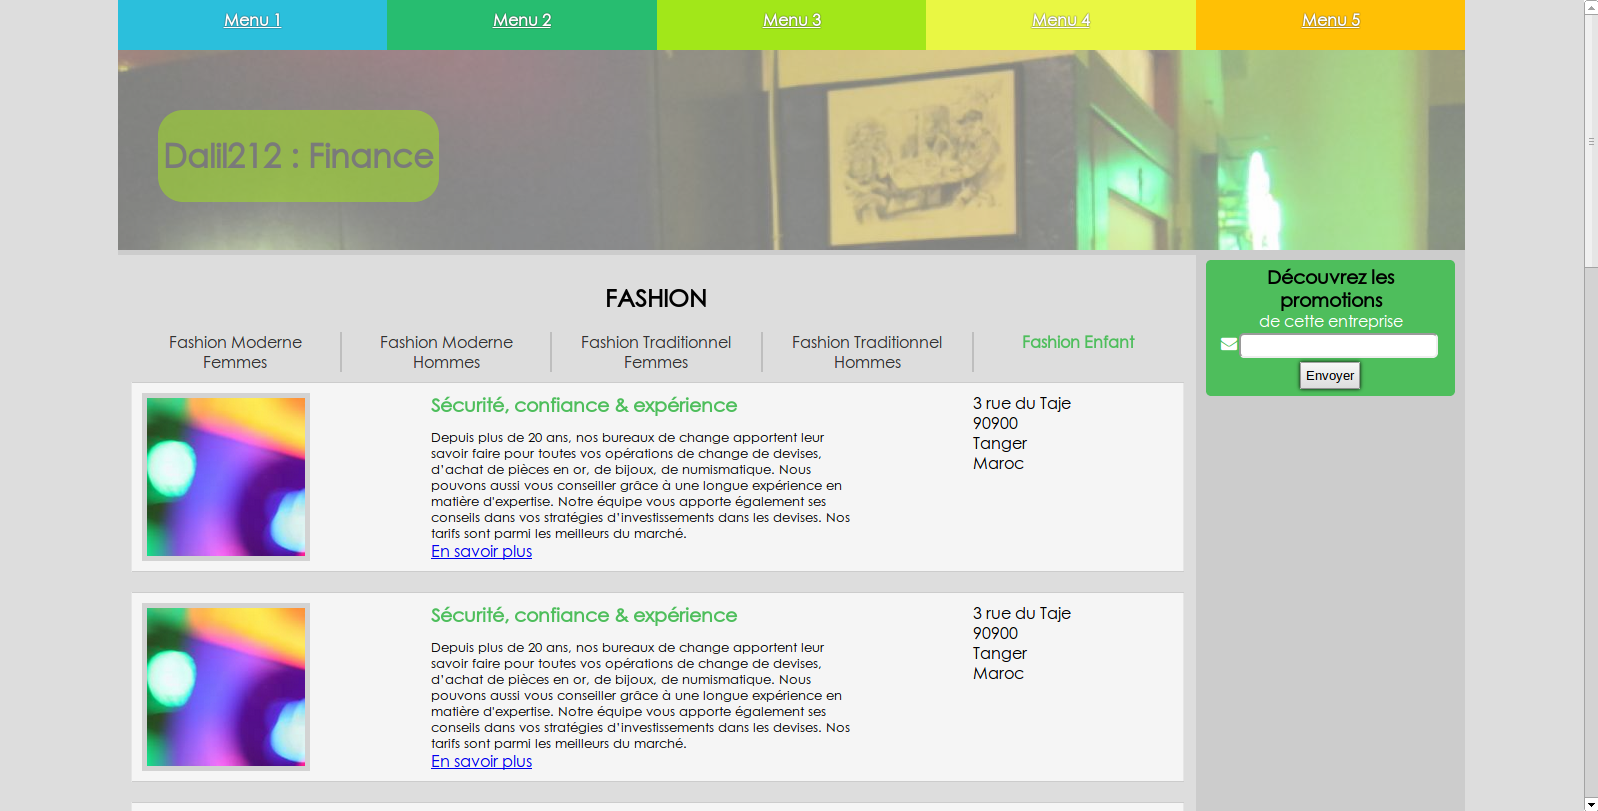 Menu 1 Menu 2 Menu 3 Menu 4 Menu 5
Dalil212 : Finance
FASHION
Fashion Moderne
Femmes
Fashion Moderne
Hommes
Fashion Traditionnel
Femmes
Fashion Traditionnel
Hommes
Fashion Enfant
Sécurité, confiance & expérience
Depuis plus de 20 ans, nos bureaux de change apportent leur
savoir faire pour toutes vos opérations de change de devises,
d’achat de pièces en or, de bijoux, de numismatique. Nous
pouvons aussi vous conseiller grâce à une longue expérience en
matière d'expertise. Notre équipe vous apporte également ses
conseils dans vos stratégies d’investissements dans les devises. Nos
tarifs sont parmi les meilleurs du marché.
En savoir plus
3 rue du Taje
90900
Tanger
Maroc
Sécurité, confiance & expérience
Depuis plus de 20 ans, nos bureaux de change apportent leur
savoir faire pour toutes vos opérations de change de devises,
d’achat de pièces en or, de bijoux, de numismatique. Nous
pouvons aussi vous conseiller grâce à une longue expérience en
matière d'expertise. Notre équipe vous apporte également ses
conseils dans vos stratégies d’investissements dans les devises. Nos
tarifs sont parmi les meilleurs du marché.
En savoir plus
3 rue du Taje
90900
Tanger
Maroc
Découvrez les
promotions
de cette entreprise
Envoyer